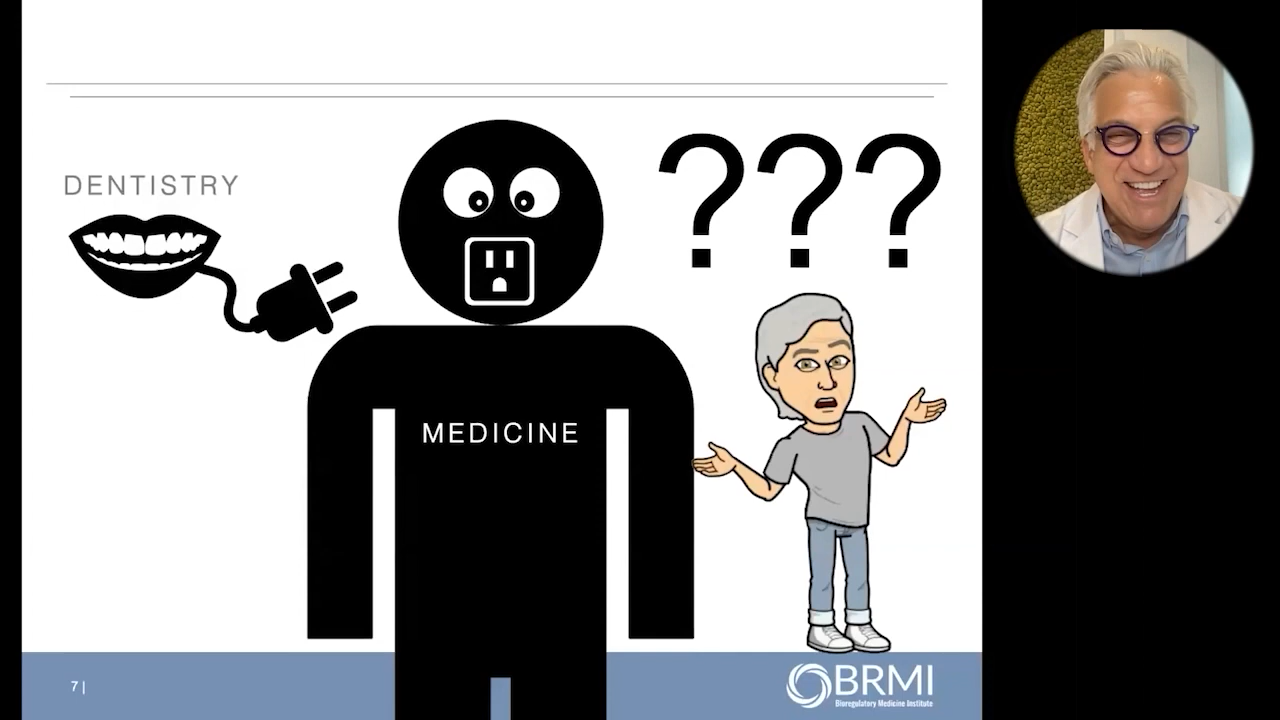 DENTISTRY
???
MEDICINE
7 |
BRMI
Bioregulatory Medicine Institute